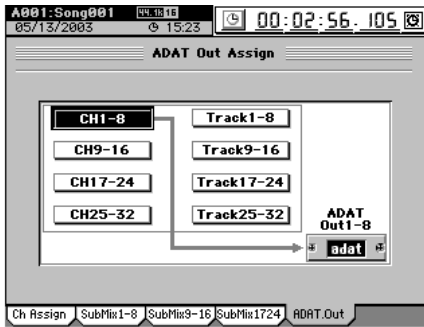 A001:Song001 44.1k16
05/13/2003 15:23 00:02:56.105
ADAT Out Assign
CH1-8 Track1-8
CH9-16 Track9-16
CH17-24 Track17-24
CH25-32 Track25-32
ADAT
Out1-8
adat
Ch Assign SubMix1-8 SubMix9-16 SubMix1724 ADAT.Out